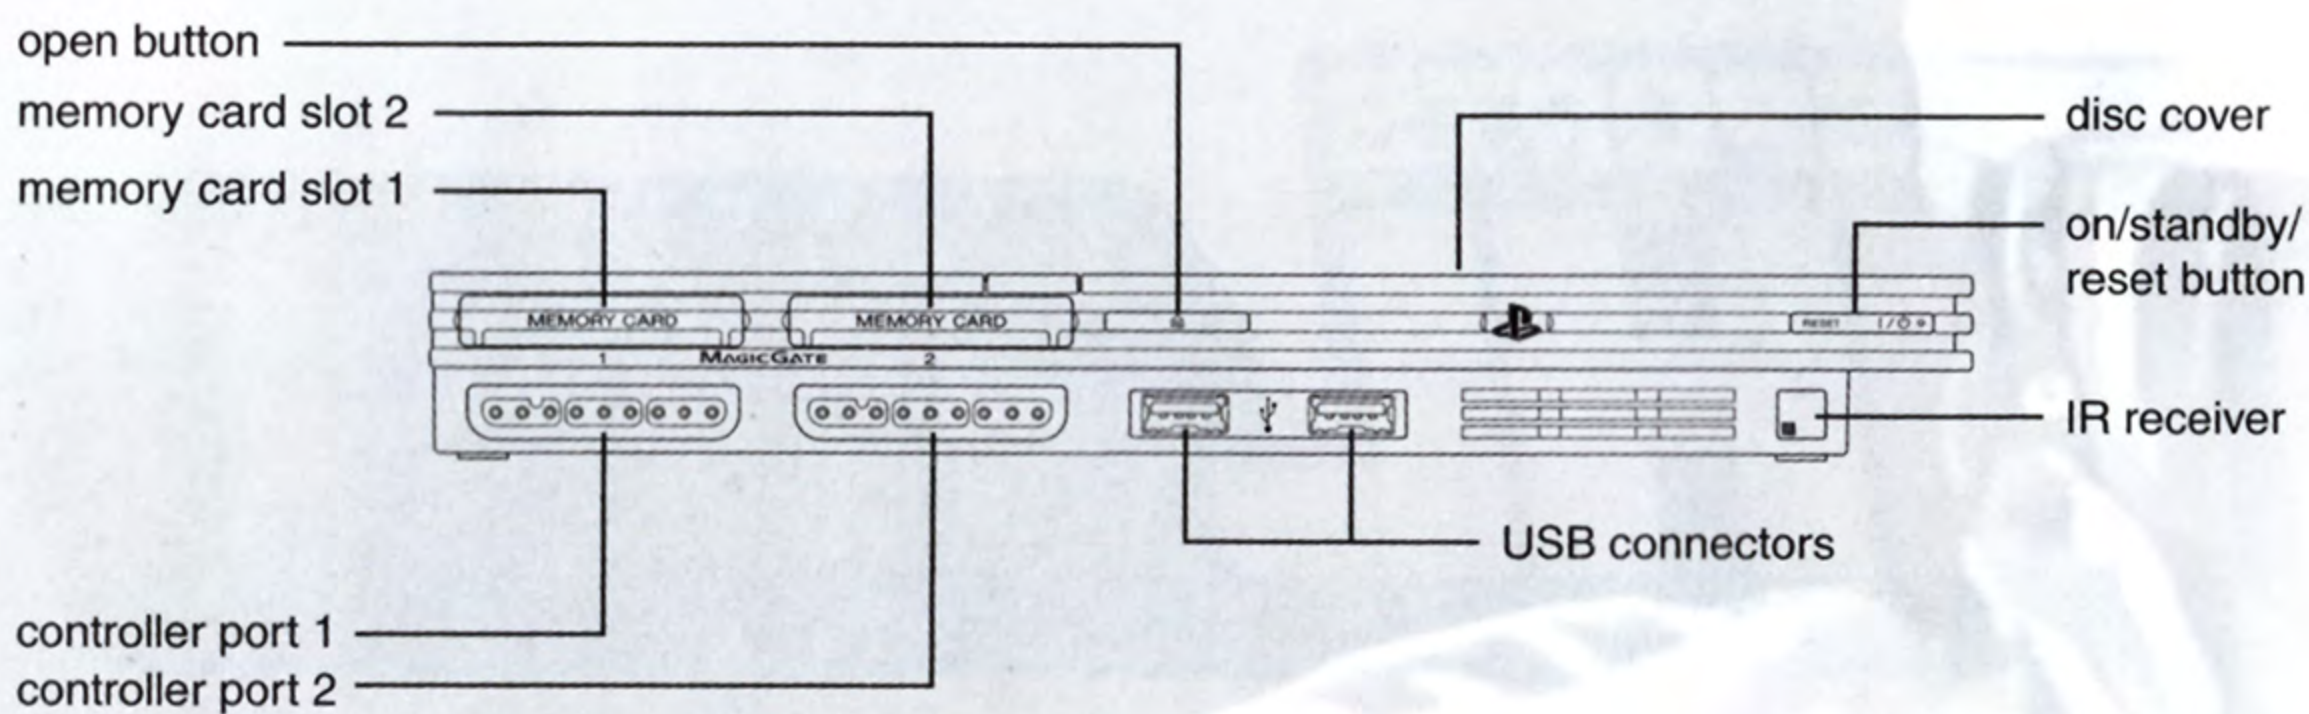 open button
memory card slot 2
memory card slot 1
disc cover
on/standby/
reset button
MEMORY CARD
MEMORY CARD
RESET
1
MAGICGATE
2
IR receiver
USB connectors
controller port 1
controller port 2